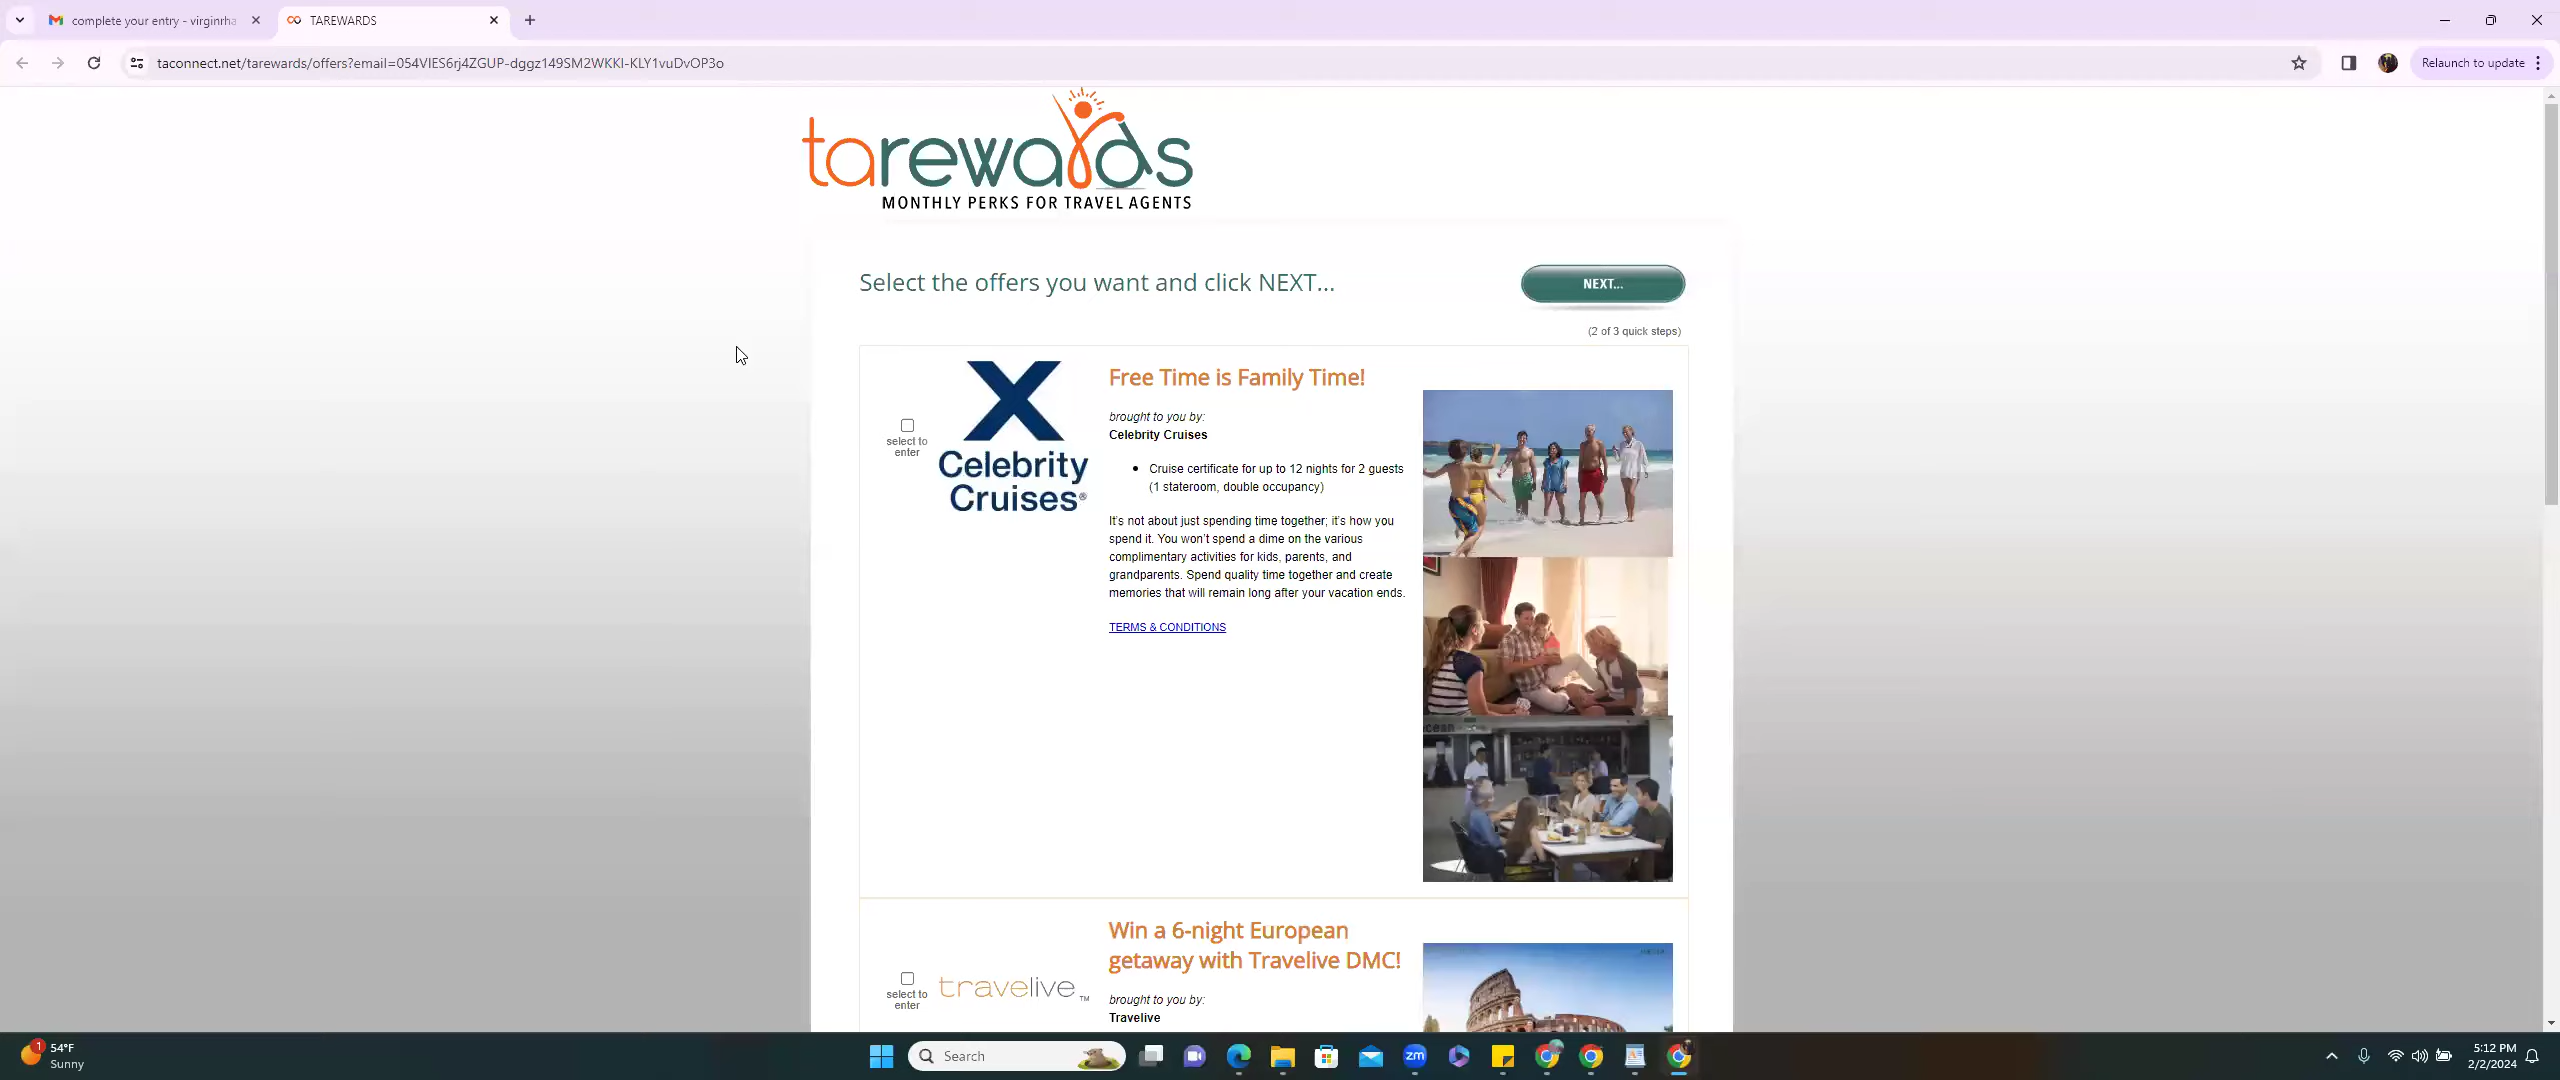 complete your entry - virginrha
TAREWARDS
taconnect.net/tarewards/offers?email=054VIES6rj4ZGUP-dggz149SM2WKKI-KLY1vuDvOP3o
Relaunch to update
tarewards
MONTHLY PERKS FOR TRAVEL AGENTS
Select the offers you want and click NEXT...
NEXT...
(2 of 3 quick steps)
select to
enter
X
Celebrity
Cruises®
Free Time is Family Time!
brought to you by:
Celebrity Cruises
• Cruise certificate for up to 12 nights for 2 guests
(1 stateroom, double occupancy)
It's not about just spending time together; it's how you
spend it. You won't spend a dime on the various
complimentary activities for kids, parents, and
grandparents. Spend quality time together and create
memories that will remain long after your vacation ends.
TERMS & CONDITIONS
select to
enter
travelive™
Win a 6-night European
getaway with Travelive DMC!
brought to you by:
Travelive
1
54°F
Sunny
Search
zm
5:12 PM
2/2/2024